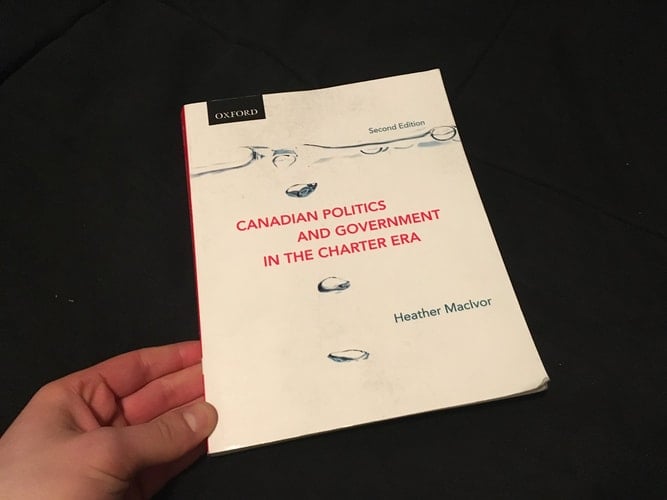 OXFORD
Second Edition
CANADIAN POLITICS
AND GOVERNMENT
IN THE CHARTER ERA
Heather MacIvor